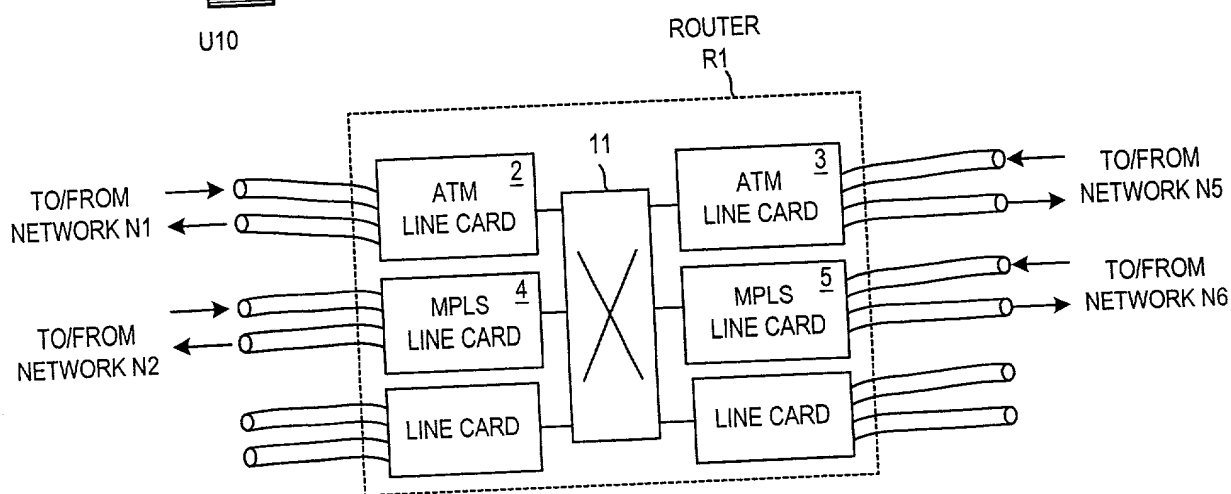 U10
ROUTER
R1
11
2
ATM
LINE CARD
3
ATM
LINE CARD
TO/FROM
NETWORK N1
TO/FROM
NETWORK N5
4
MPLS
LINE CARD
5
MPLS
LINE CARD
TO/FROM
NETWORK N2
TO/FROM
NETWORK N6
LINE CARD
LINE CARD